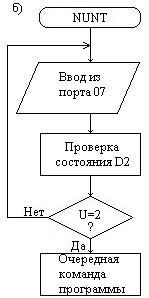 б)
NUNT
Ввод из
порта 07
Проверка
состояния D2
Нет
U=2
?
Да
Очередная
команда
программы